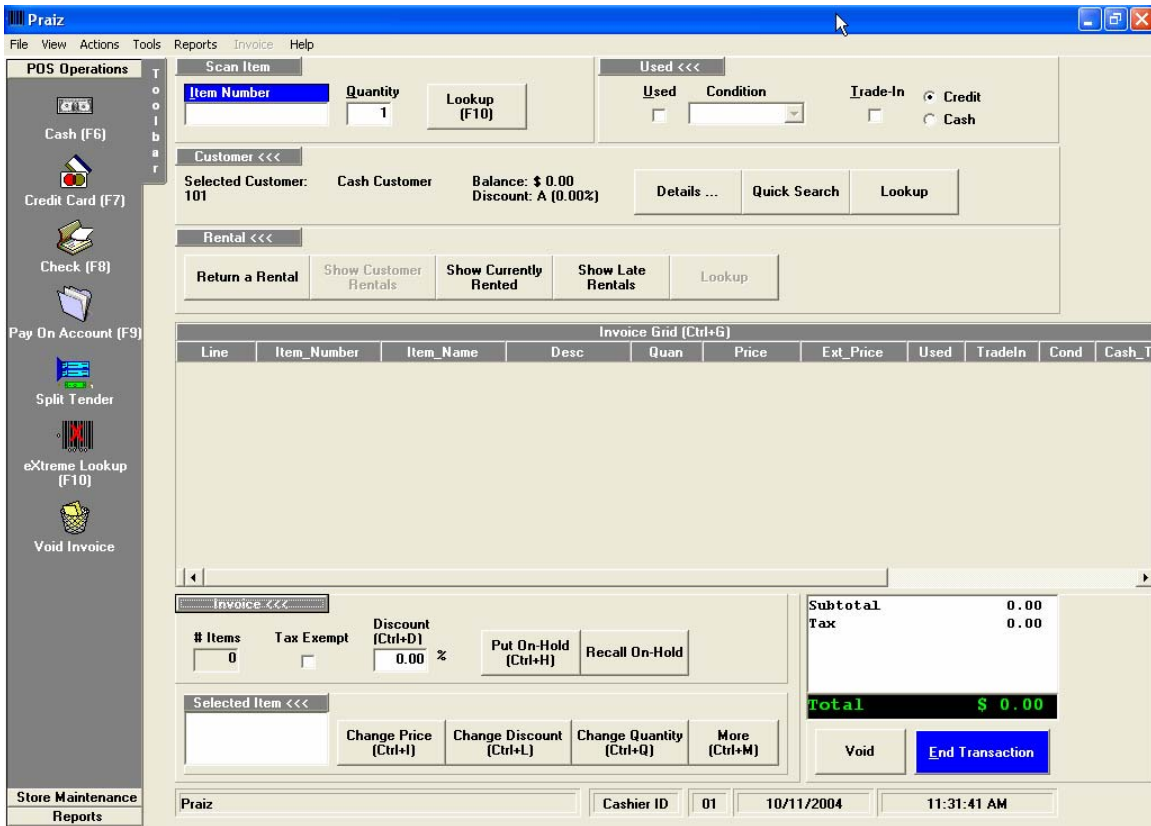 Praiz
File View Actions Tools Reports Invoice Help
POS Operations
Toolbar
Cash (F6)
Credit Card (F7)
Check (F8)
Pay On Account (F9)
Split Tender
eXtreme Lookup
(F10)
Void Invoice
Store Maintenance
Reports
Scan Item
Item Number Quantity
1
Lookup
(F10)
Used <<<
Used Condition Trade-In
Credit
Cash
Customer <<<
Selected Customer: Cash Customer Balance: $ 0.00
101 Discount: A (0.00%)
Details ... Quick Search Lookup
Rental <<<
Return a Rental
Show Customer
Rentals
Show Currently
Rented
Show Late
Rentals
Lookup
Invoice Grid (Ctrl+G)
Line Item_Number Item_Name Desc Quan Price Ext_Price Used TradeIn Cond Cash_T
Invoice <<<
# Items Tax Exempt
0
Discount
(Ctrl+D)
0.00 %
Put On-Hold
(Ctrl+H)
Recall On-Hold
Selected Item <<<
Change Price
(Ctrl+I)
Change Discount
(Ctrl+L)
Change Quantity
(Ctrl+Q)
More
(Ctrl+M)
Subtotal 0.00
Tax 0.00
Total $ 0.00
Void End Transaction
Praiz Cashier ID 01 10/11/2004 11:31:41 AM